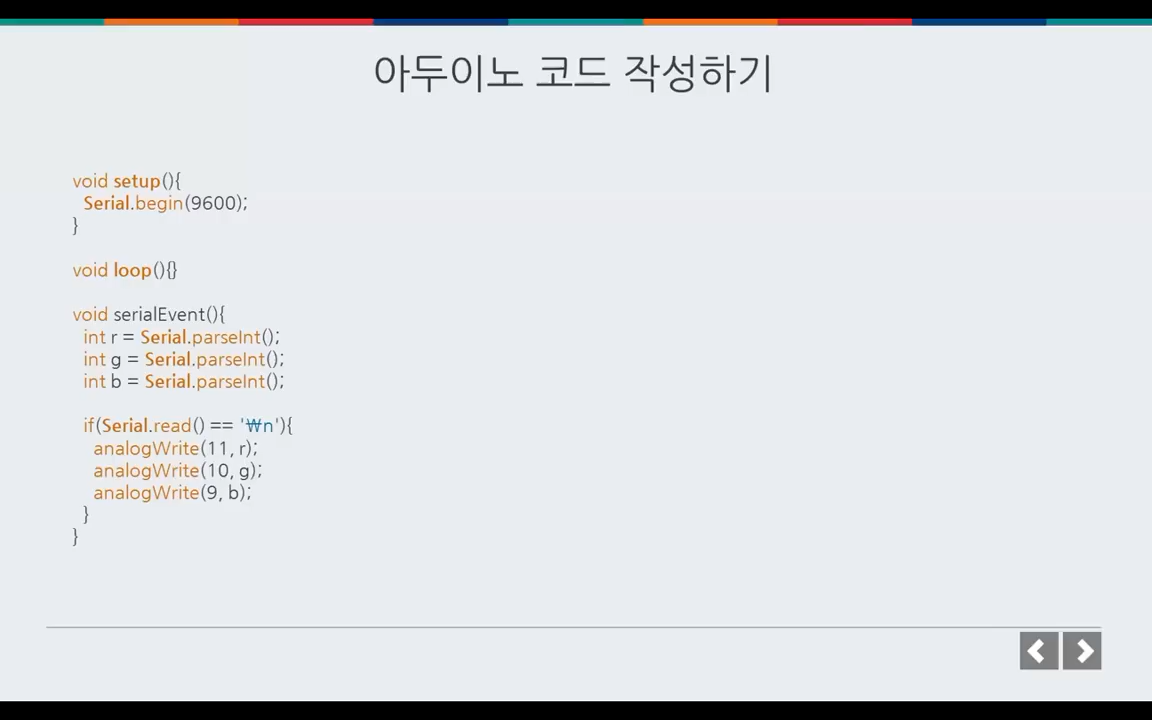 아두이노 코드 작성하기
void setup(){
Serial.begin(9600);
}
void loop(){}
void serialEvent(){
int r = Serial.parseInt();
int g = Serial.parseInt();
int b = Serial.parseInt();
if(Serial.read() == '₩n'){
analogWrite(11, r);
analogWrite(10, g);
analogWrite(9, b);
}
}